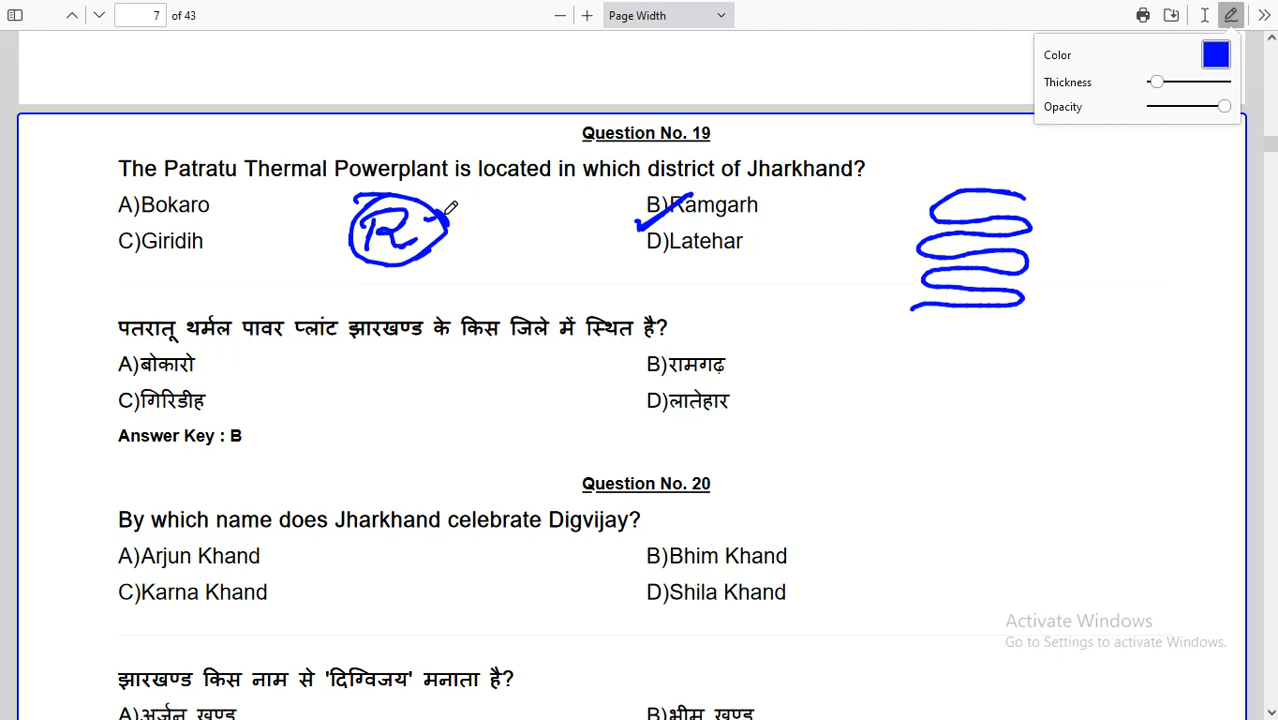 7 of 43
Page Width
Color
Thickness
Opacity
Question No. 19
The Patratu Thermal Powerplant is located in which district of Jharkhand?
A)Bokaro B)Ramgarh
C)Giridih D)Latehar
R
पतरातू थर्मल पावर प्लांट झारखण्ड के किस जिले में स्थित है?
A)बोकारो B)रामगढ़
C)गिरिडीह D)लातेहार
Answer Key : B
Question No. 20
By which name does Jharkhand celebrate Digvijay?
A)Arjun Khand B)Bhim Khand
C)Karna Khand D)Shila Khand
Activate Windows
Go to Settings to activate Windows.
झारखण्ड किस नाम से 'दिग्विजय' मनाता है?
A)अर्जुन खण्ड B)भीम खण्ड